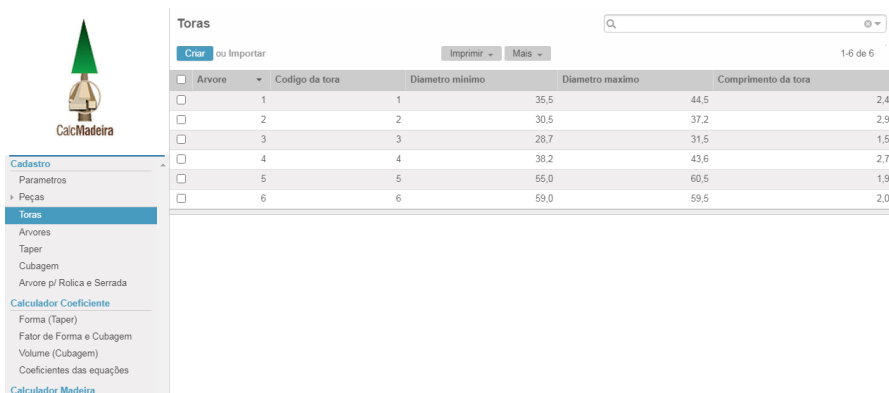 CalcMadeira
Cadastro
Parametros
Peças
Toras
Arvores
Taper
Cubagem
Arvore p/ Rolica e Serrada
Calculador Coeficiente
Forma (Taper)
Fator de Forma e Cubagem
Volume (Cubagem)
Coeficientes das equações
Calculador Madeira
Toras
Criar ou Importar Imprimir Mais 1-6 de 6
Arvore Codigo da tora Diametro minimo Diametro maximo Comprimento da tora
1 1 35,5 44,5 2,4
2 2 30,5 37,2 2,9
3 3 28,7 31,5 1,5
4 4 38,2 43,6 2,7
5 5 55,0 60,5 1,9
6 6 59,0 59,5 2,0